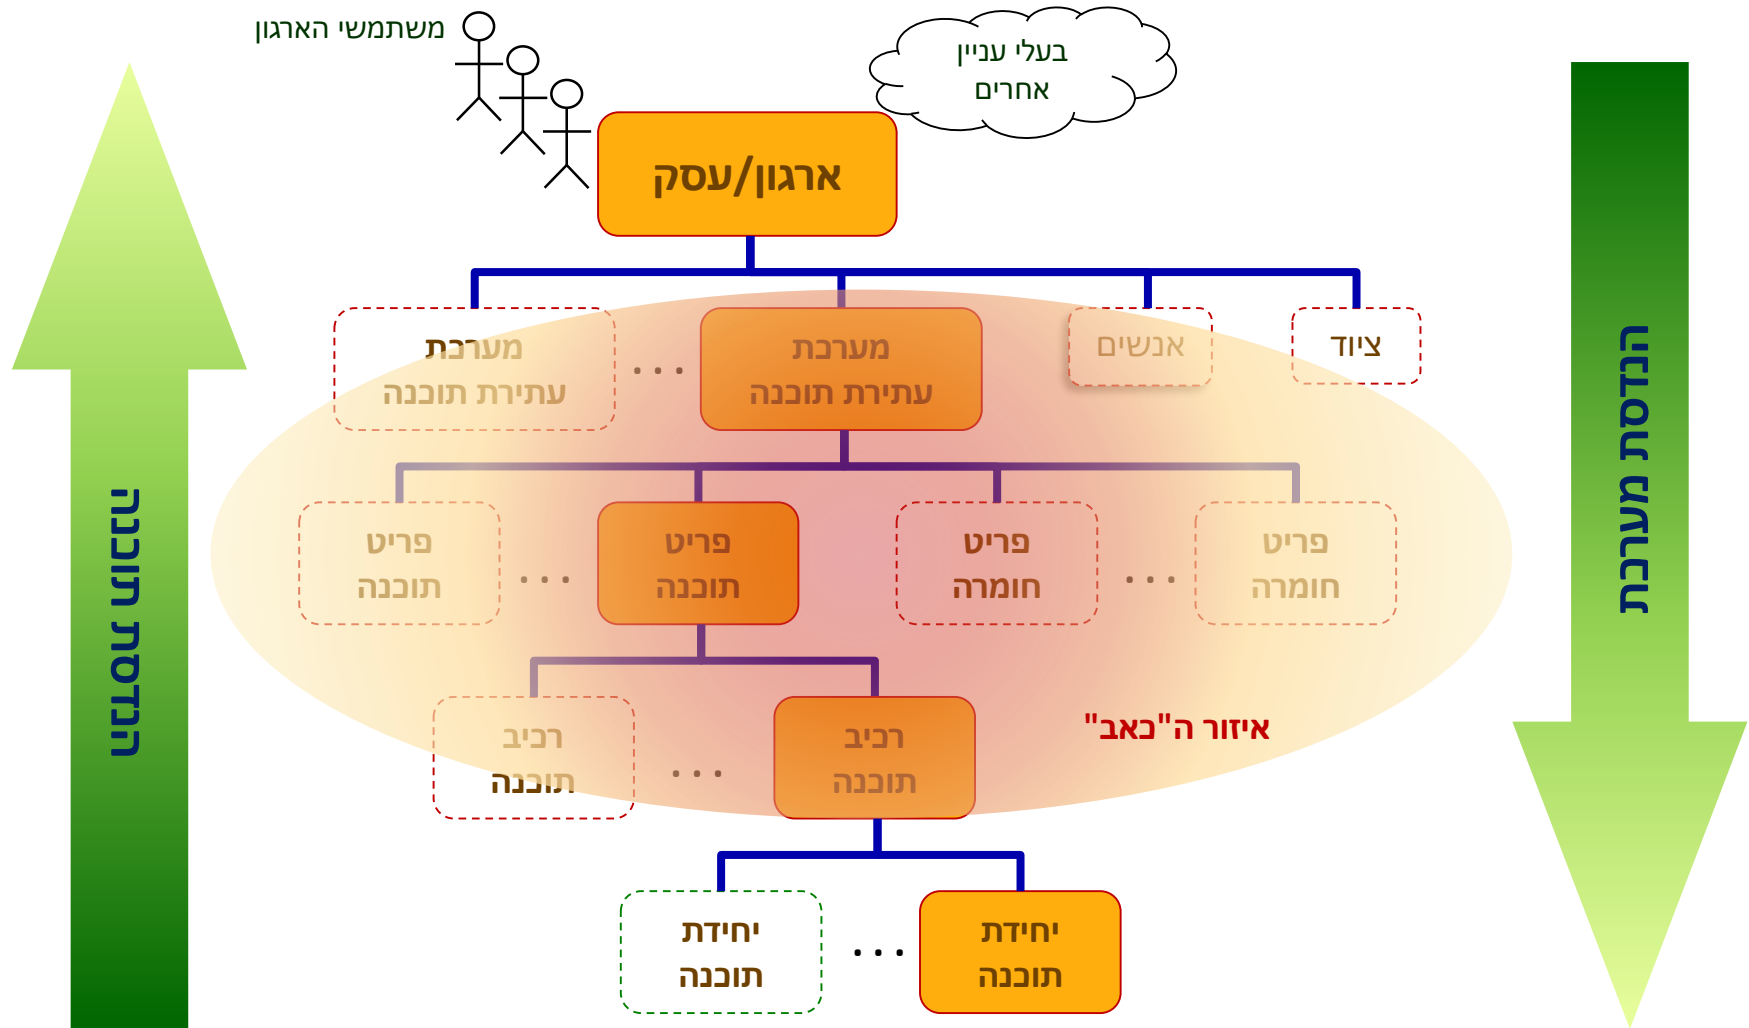 משתמשי הארגון
בעלי עניין
אחרים
ארגון/עסק
ציוד
אנשים
מערכת
עתירת תוכנה
. . .
מערכת
עתירת תוכנה
הנדסת מערכת
הנדסת תוכנה
פריט
חומרה
. . .
פריט
חומרה
פריט
תוכנה
. . .
פריט
תוכנה
איזור ה"כאב"
רכיב
תוכנה
. . .
רכיב
תוכנה
יחידת
תוכנה
. . .
יחידת
תוכנה